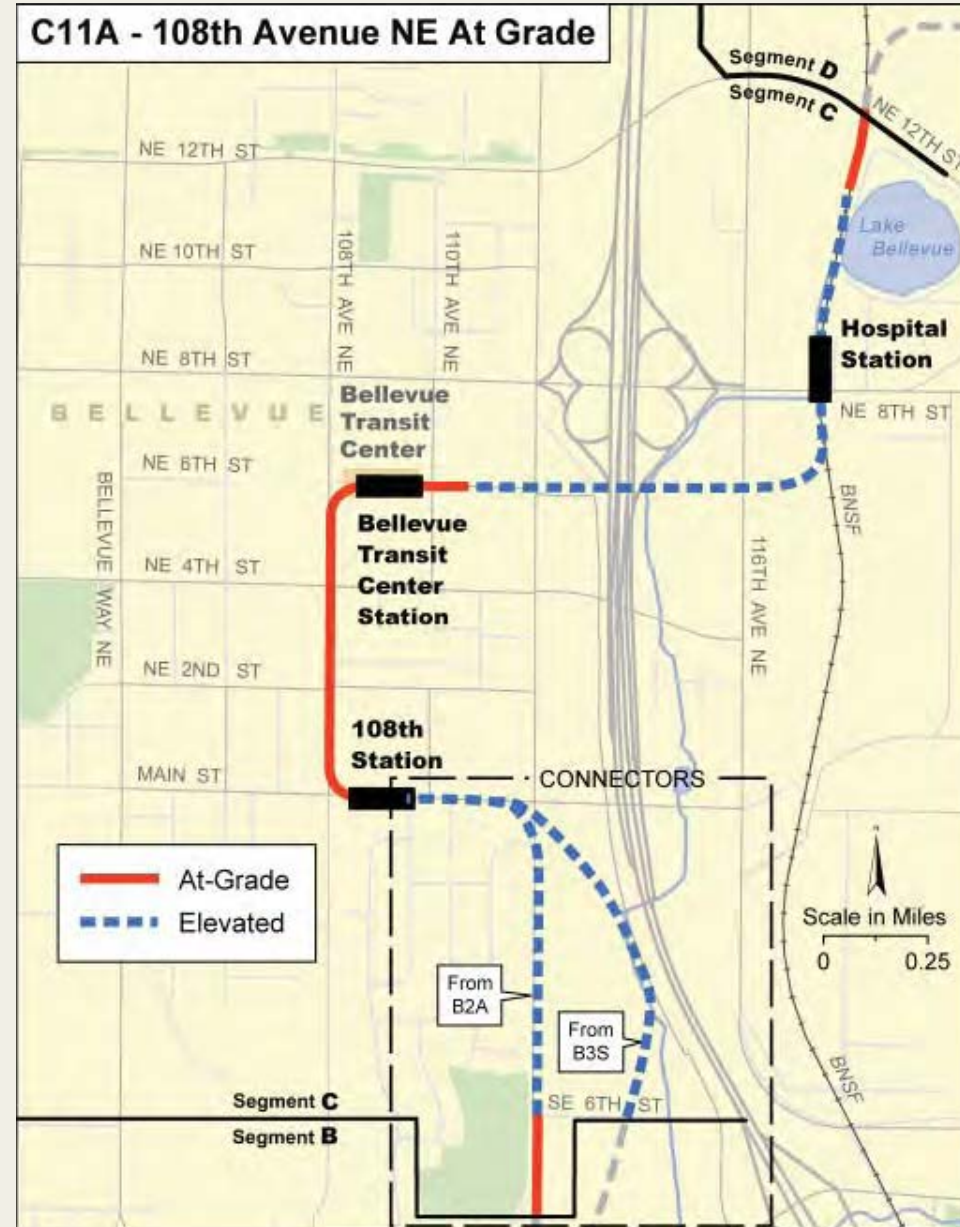 C11A - 108th Avenue NE At Grade
Segment D
Segment C
NE 12TH ST
NE 12TH ST
Lake
Bellevue
NE 10TH ST
108TH AVE NE
110TH AVE NE
Hospital
Station
NE 8TH ST
NE 8TH ST
BELLEVUE
Bellevue
Transit
Center
NE 6TH ST
BELLEVUE WAY NE
BNSF
Bellevue
Transit
Center
Station
NE 4TH ST
116TH AVE NE
NE 2ND ST
108th
Station
MAIN ST
CONNECTORS
At-Grade
Elevated
N
Scale in Miles
0 0.25
From
B2A
From
B3S
BNSF
Segment C
Segment B
SE 6TH ST